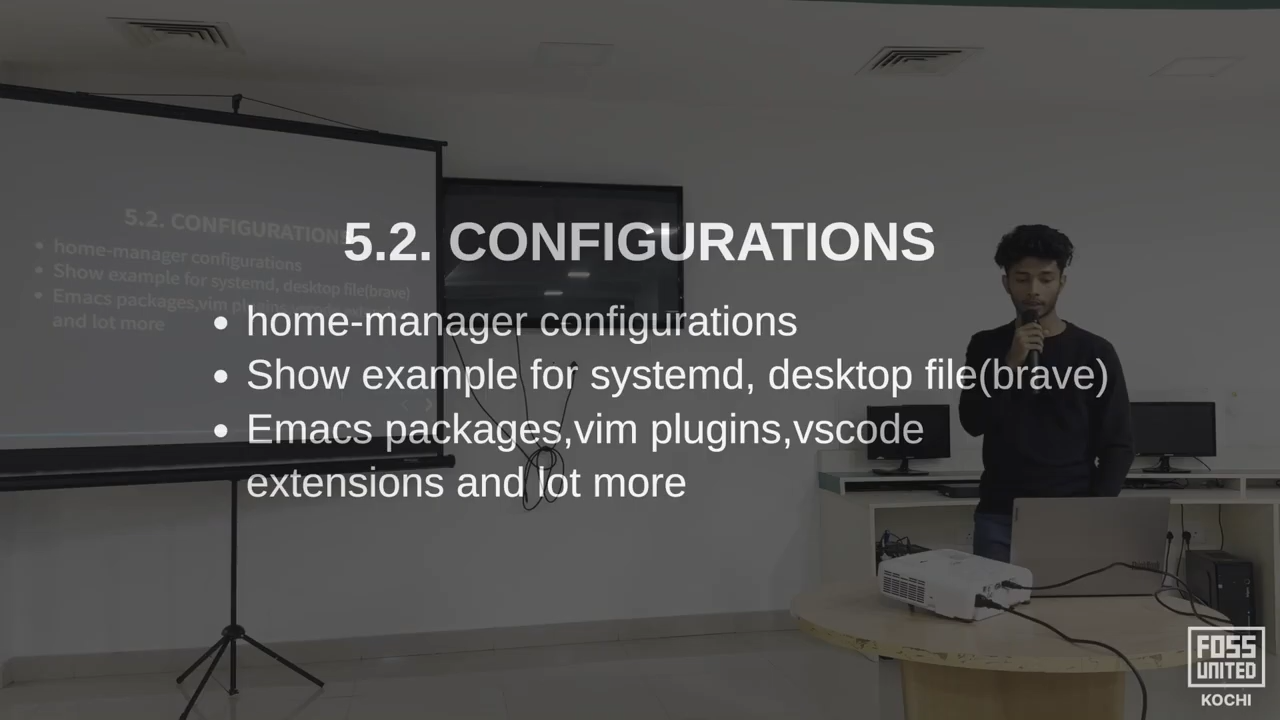 5.2. CONFIGURATIONS
home-manager configurations
Show example for systemd, desktop file(brave)
Emacs packages,vim plugins,vscode
extensions and lot more
5.2. CONFIGURATIONS
home-manager configurations
Show example for systemd, desktop file(brave)
Emacs packages,vim plugins,vscode
and lot more
FOSS
UNITED
KOCHI